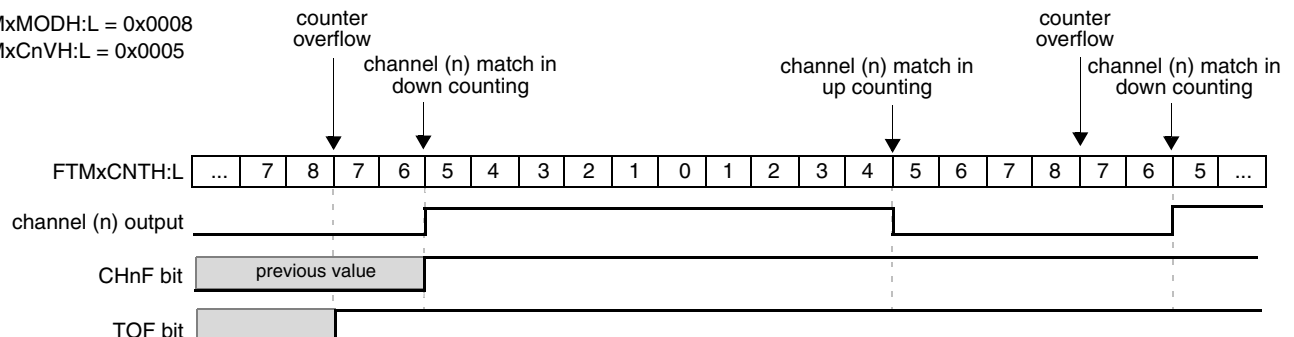 MxMODH:L = 0x0008
MxCnVH:L = 0x0005
counter
overflow
channel (n) match in
down counting
channel (n) match in
up counting
counter
overflow
channel (n) match in
down counting
FTMxCNTH:L ... 7 8 7 6 5 4 3 2 1 0 1 2 3 4 5 6 7 8 7 6 5 ...
channel (n) output
CHnF bit previous value
TOF bit